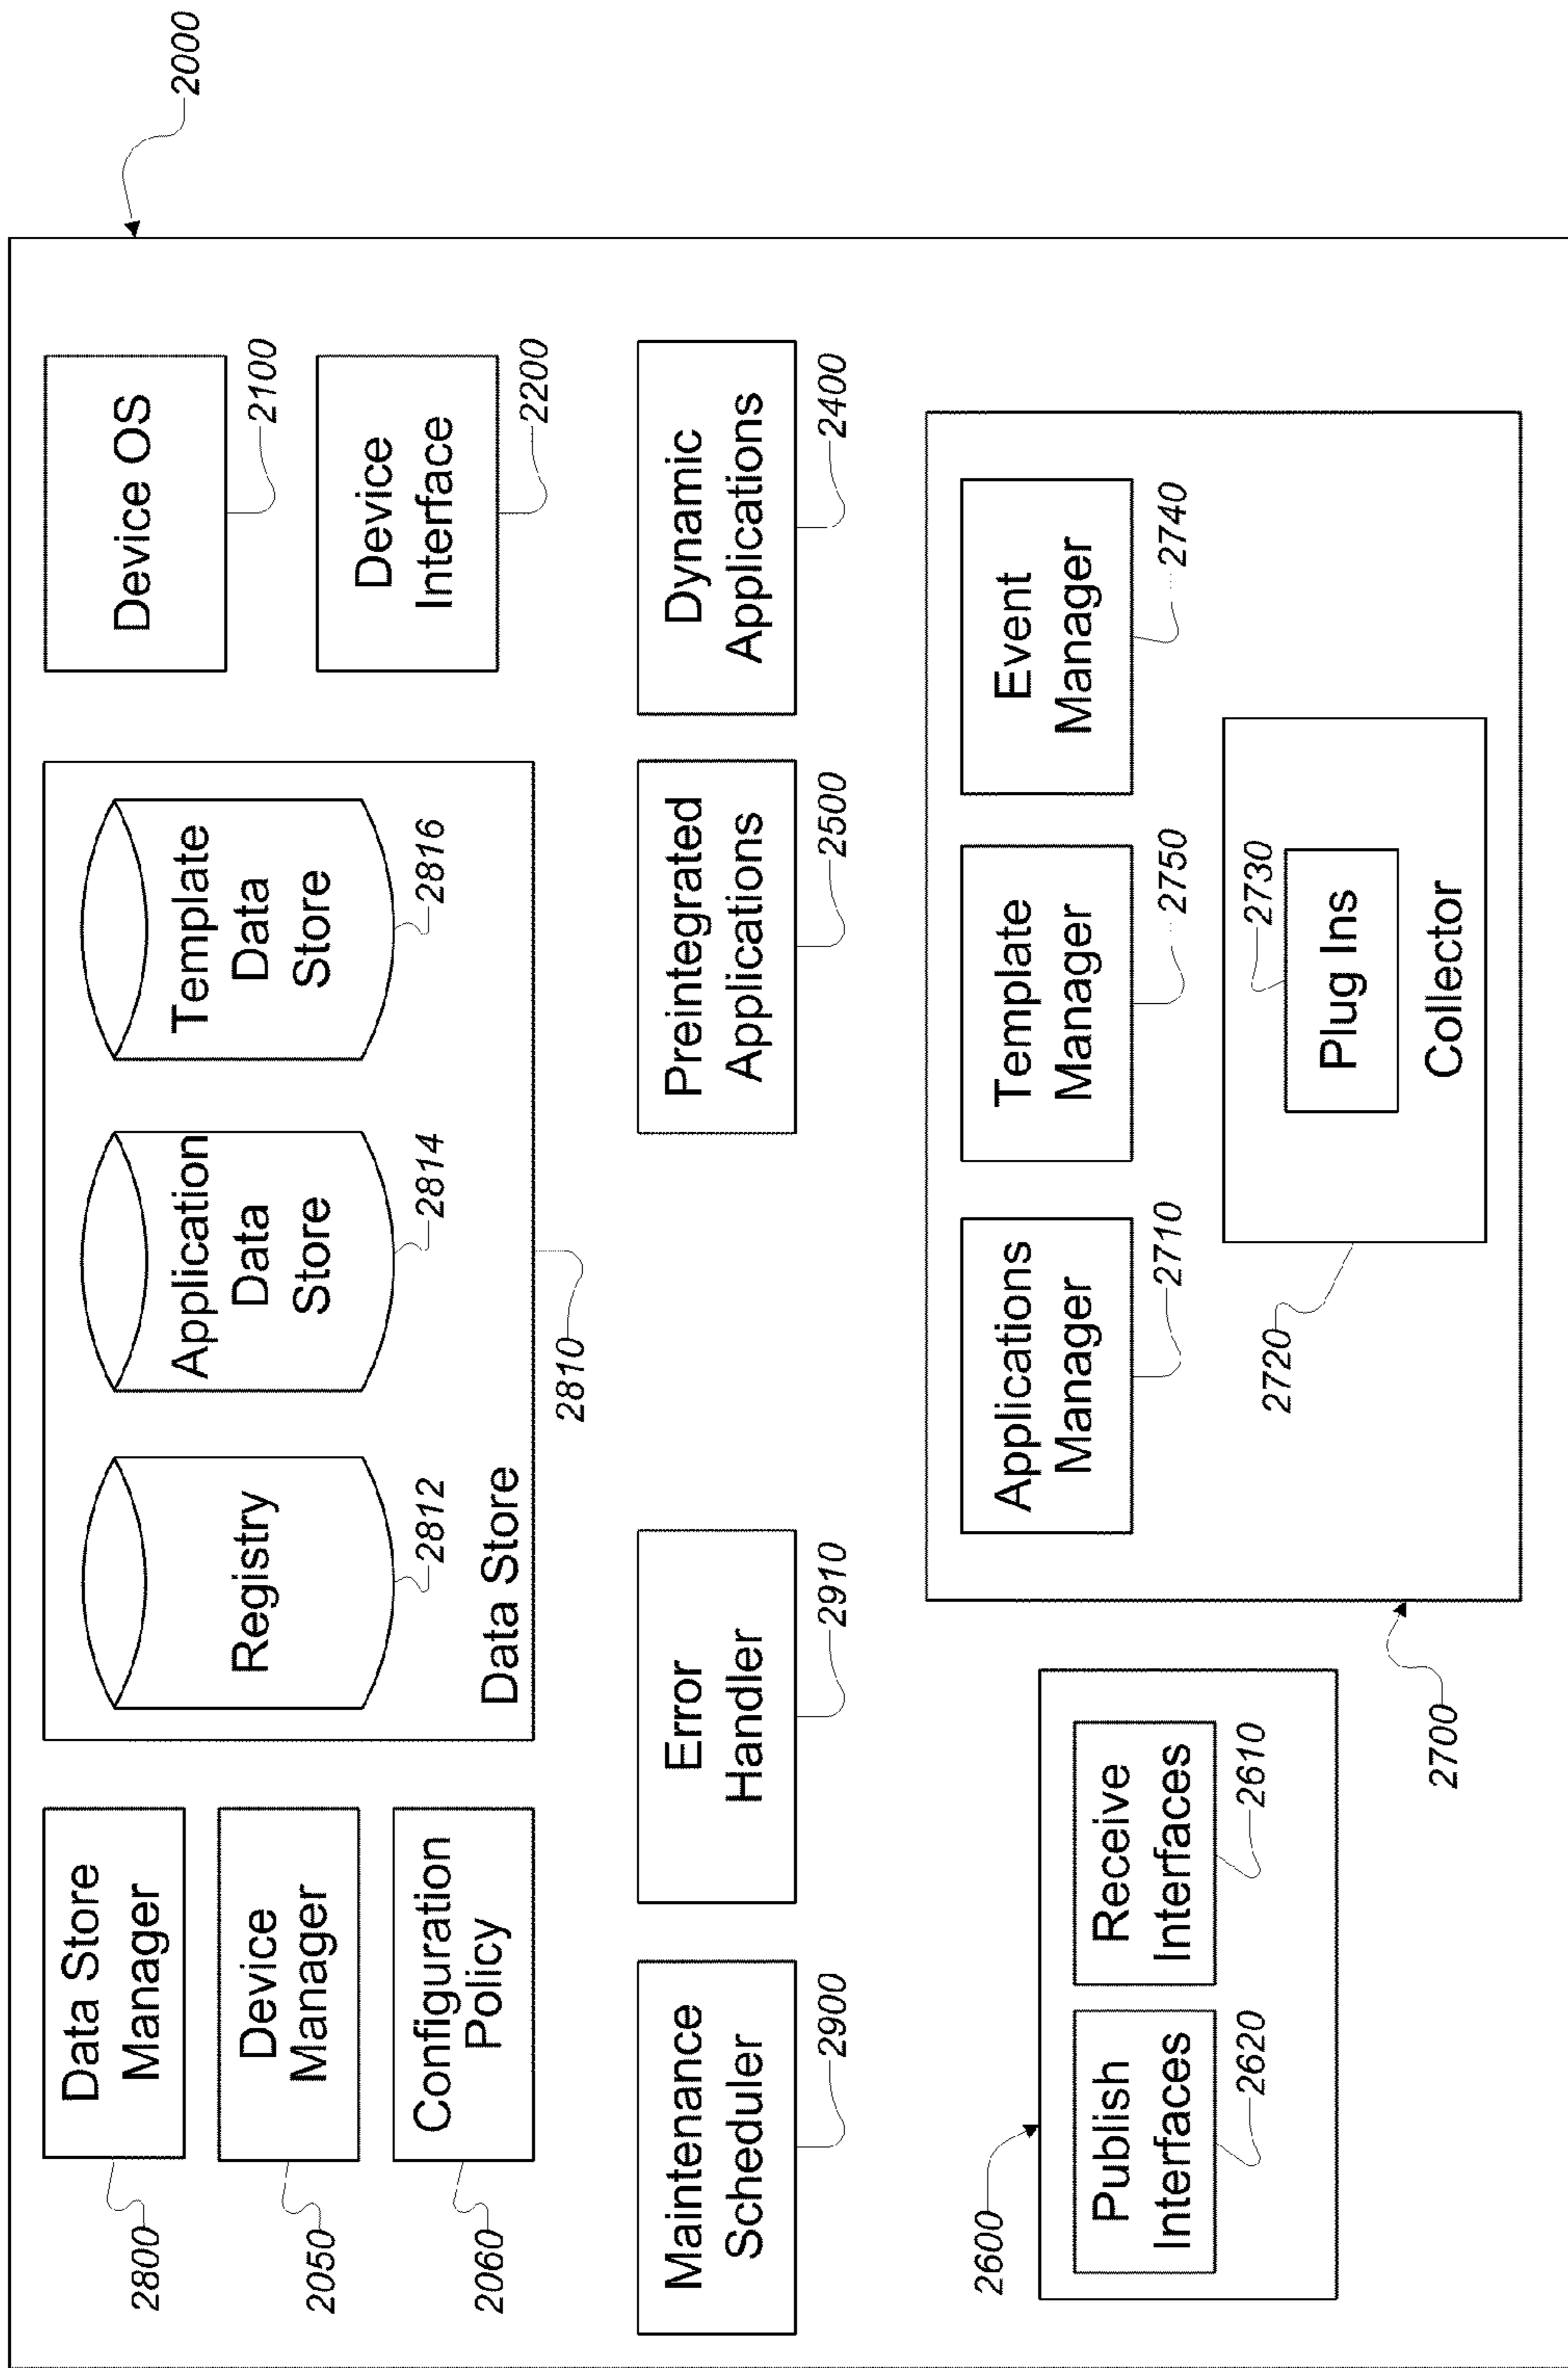 2000
Data Store
Manager
2800
Device
Manager
2050
Configuration
Policy
2060
Registry
2812
Application
Data
Store
2814
Template
Data
Store
2816
Data Store
2810
Device OS
2100
Device
Interface
2200
Maintenance
Scheduler
2900
Error
Handler
2910
Preintegrated
Applications
2500
Dynamic
Applications
2400
2600
Publish
Interfaces
2620
Receive
Interfaces
2610
2700
Applications
Manager
2710
Template
Manager
2750
Event
Manager
2740
2720
2730
Plug Ins
Collector